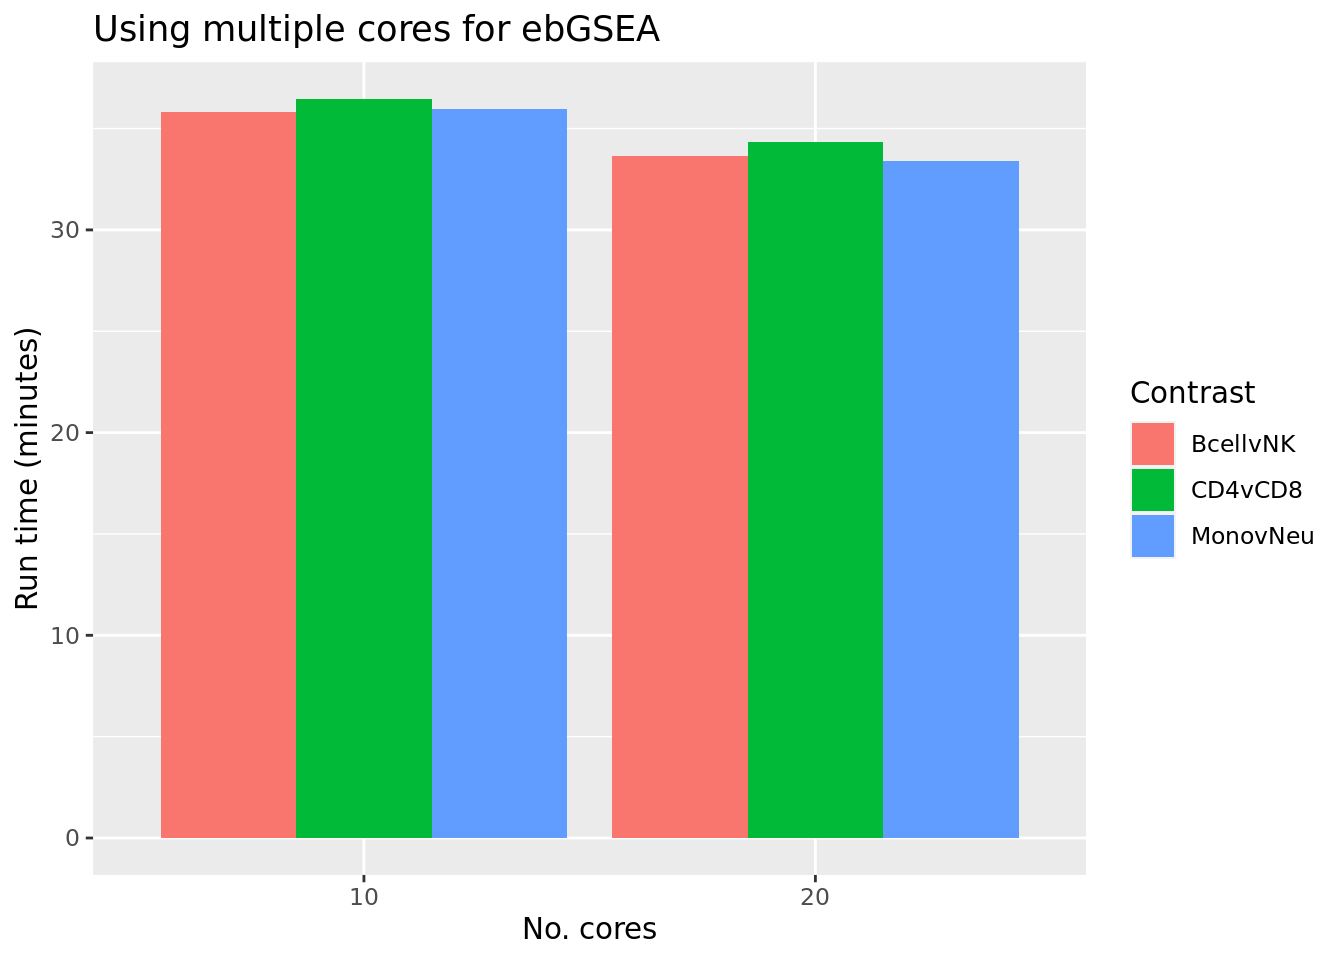 Using multiple cores for ebGSEA
Run time (minutes)
30
20
10
0
10
20
No. cores
Contrast
BcellvNK
CD4vCD8
MonovNeu